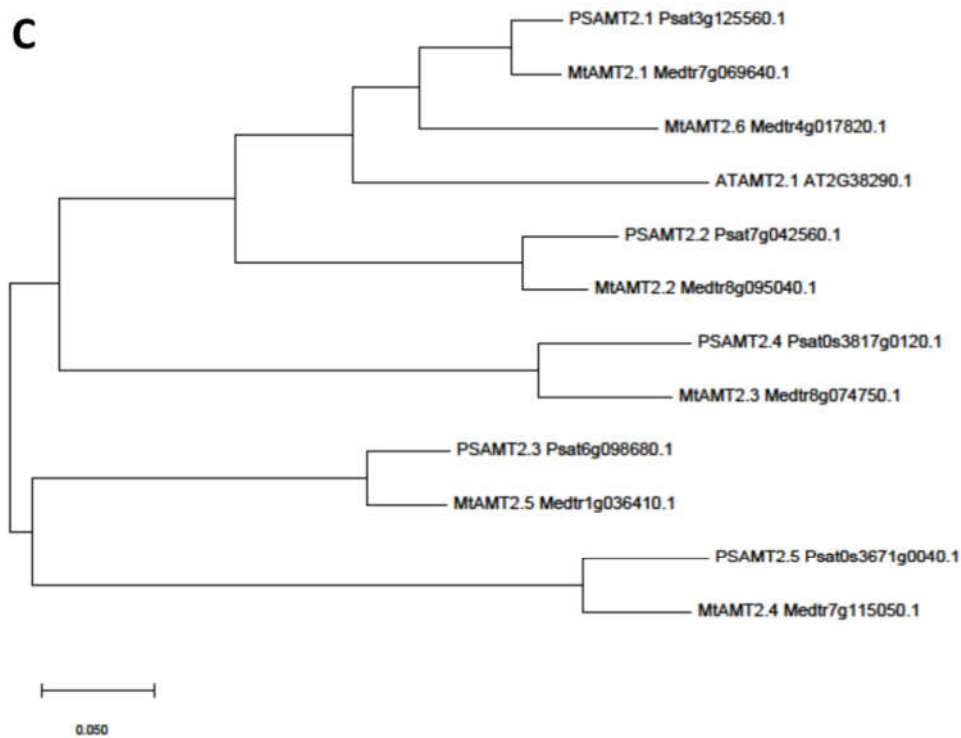 C
PSAMT2.1 Psat3g125560.1
MtAMT2.1 Medtr7g069640.1
MtAMT2.6 Medtr4g017820.1
ATAMT2.1 AT2G38290.1
PSAMT2.2 Psat7g042560.1
MtAMT2.2 Medtr8g095040.1
PSAMT2.4 Psat0s3817g0120.1
MtAMT2.3 Medtr8g074750.1
PSAMT2.3 Psat6g098680.1
MtAMT2.5 Medtr1g036410.1
PSAMT2.5 Psat0s3671g0040.1
MtAMT2.4 Medtr7g115050.1
0.050